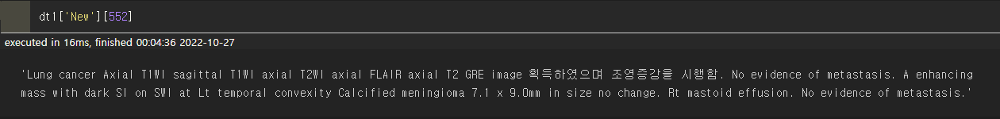 dt1['New'][552]
executed in 16ms, finished 00:04:36 2022-10-27
'Lung cancer Axial T1WI sagittal T1WI axial T2WI axial FLAIR axial T2 GRE image 획득하였으며 조영증강을 시행함. No evidence of metastasis. A enhancing
mass with dark SI on SWI at Lt temporal convexity Calcified meningioma 7.1 x 9.0mm in size no change. Rt mastoid effusion. No evidence of metastasis.'